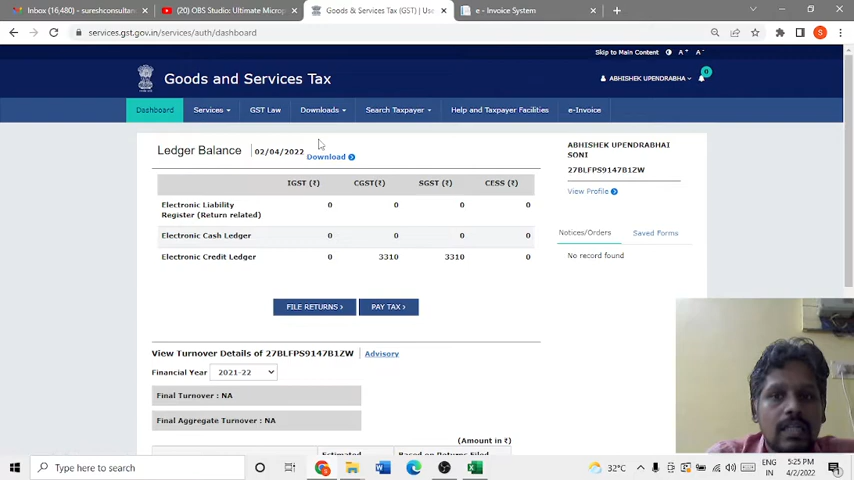 Inbox (16,480) - sureshconsultan
(20) OBS Studio: Ultimate Microp
Goods & Services Tax (GST) | Use
e - Invoice System
services.gst.gov.in/services/auth/dashboard
S
Skip to Main Content A+ A-
Goods and Services Tax
ABHISHEK UPENDRABHA
0
Dashboard
Services
GST Law
Downloads
Search Taxpayer
Help and Taxpayer Facilities
e-Invoice
Ledger Balance 02/04/2022
Download
IGST (₹) CGST(₹) SGST (₹) CESS (₹)
Electronic Liability
Register (Return related) 0 0 0 0
Electronic Cash Ledger 0 0 0 0
Electronic Credit Ledger 0 3310 3310 0
FILE RETURNS
PAY TAX
View Turnover Details of 27BLFPS9147B1ZW Advisory
Financial Year 2021-22
Final Turnover : NA
Final Aggregate Turnover : NA
(Amount in ₹)
Estimated Based on Returns Filed
ABHISHEK UPENDRABHAI
SONI
27BLFPS9147B1ZW
View Profile
Notices/Orders Saved Forms
No record found
Type here to search
32°C
ENG
IN
5:25 PM
4/2/2022